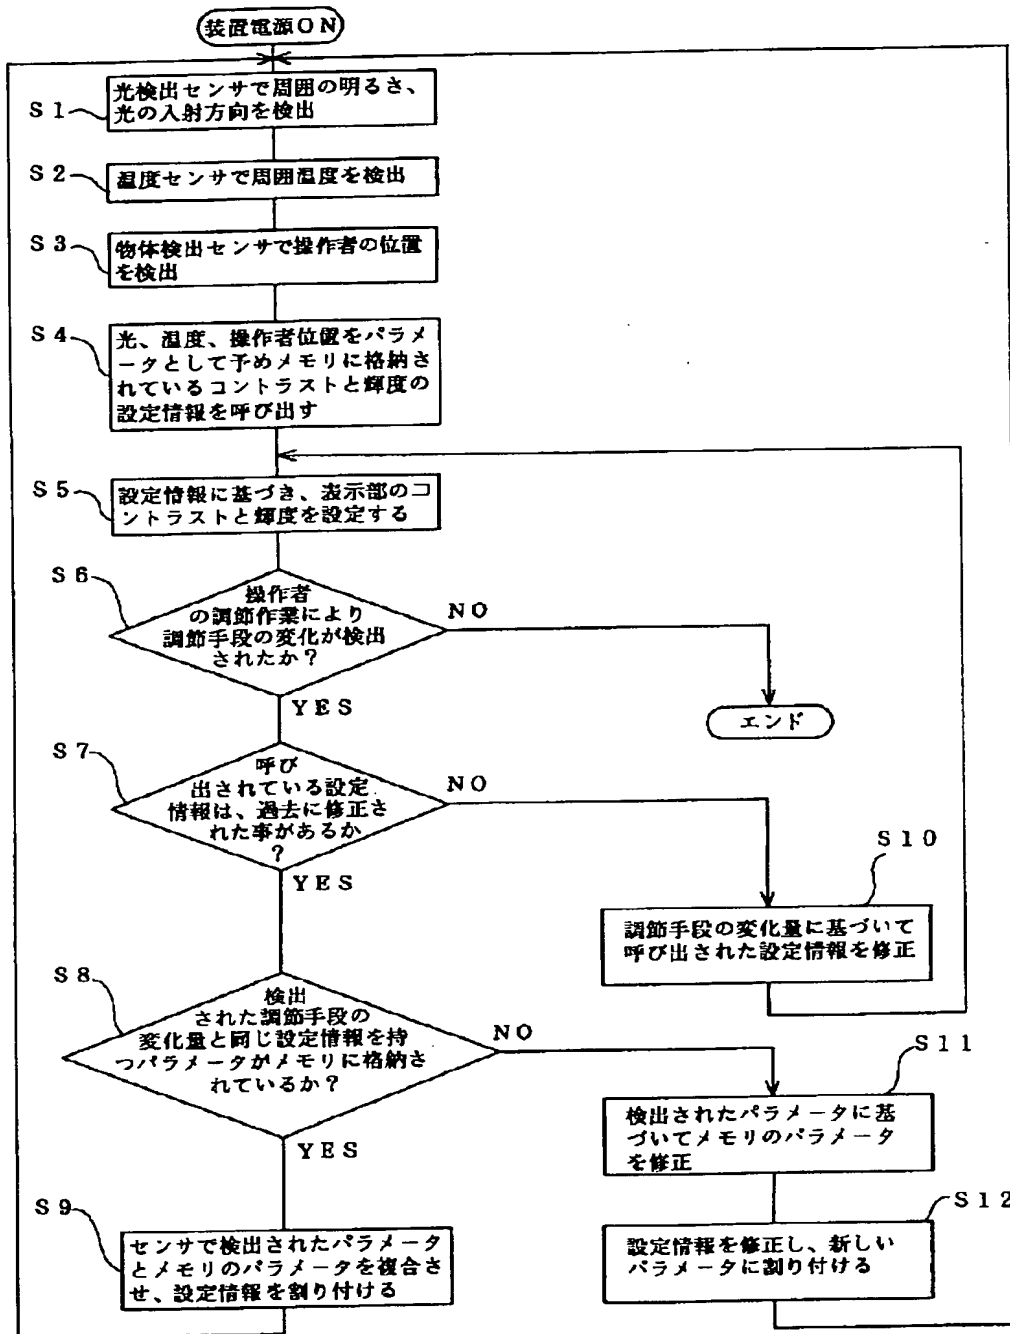 装置電源ON
S1
光検出センサで周囲の明るさ、
光の入射方向を検出
S2
温度センサで周囲温度を検出
S3
物体検出センサで操作者の位置
を検出
S4
光、温度、操作者位置をパラメ
ータとして予めメモリに格納さ
れているコントラストと輝度の
設定情報を呼び出す
S5
設定情報に基づき、表示部のコ
ントラストと輝度を設定する
S6
操作者
の調節作業により
調節手段の変化が検出
されたか？
NO
YES
エンド
S7
呼び
出されている設定
情報は、過去に修正さ
れた事があるか
？
NO
YES
S10
調節手段の変化量に基づいて
呼び出された設定情報を修正
S8
検出
された調節手段の
変化量と同じ設定情報を持
つパラメータがメモリに格納さ
れているか？
NO
YES
S11
検出されたパラメータに基
づいてメモリのパラメータ
を修正
S9
センサで検出されたパラメータ
とメモリのパラメータを複合さ
せ、設定情報を割り付ける
S12
設定情報を修正し、新しい
パラメータに割り付ける